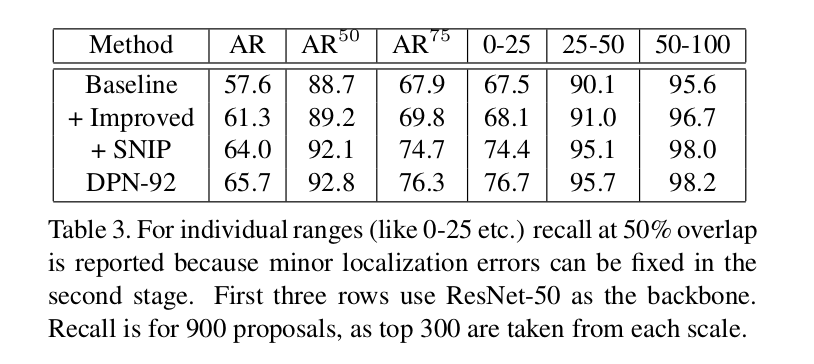 Method AR AR^50 AR^75 0-25 25-50 50-100
Baseline 57.6 88.7 67.9 67.5 90.1 95.6
+ Improved 61.3 89.2 69.8 68.1 91.0 96.7
+ SNIP 64.0 92.1 74.7 74.4 95.1 98.0
DPN-92 65.7 92.8 76.3 76.7 95.7 98.2
Table 3. For individual ranges (like 0-25 etc.) recall at 50% overlap
is reported because minor localization errors can be fixed in the
second stage. First three rows use ResNet-50 as the backbone.
Recall is for 900 proposals, as top 300 are taken from each scale.